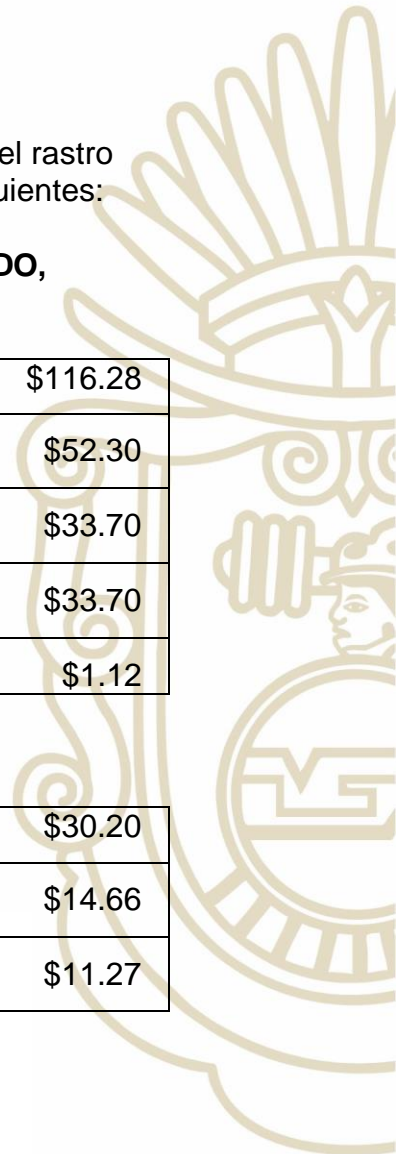 el rastro
uientes:
DO,
$116.28
$52.30
$33.70
$33.70
$1.12
$30.20
$14.66
$11.27